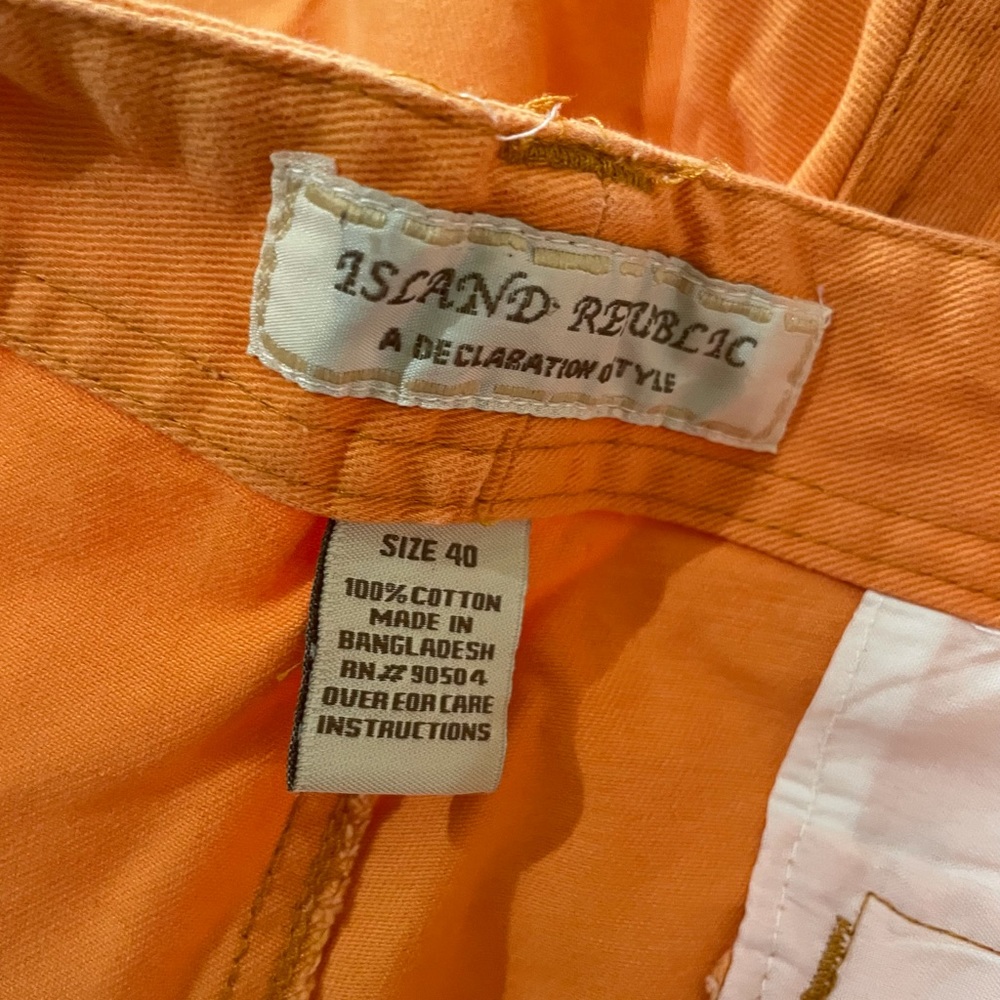 ISLAND REUBLIC
A DECLARATION OTYLE
SIZE 40
100% COTTON
MADE IN
BANGLADESH
RN# 90504
OVER EOR CARE
INSTRUCTIONS